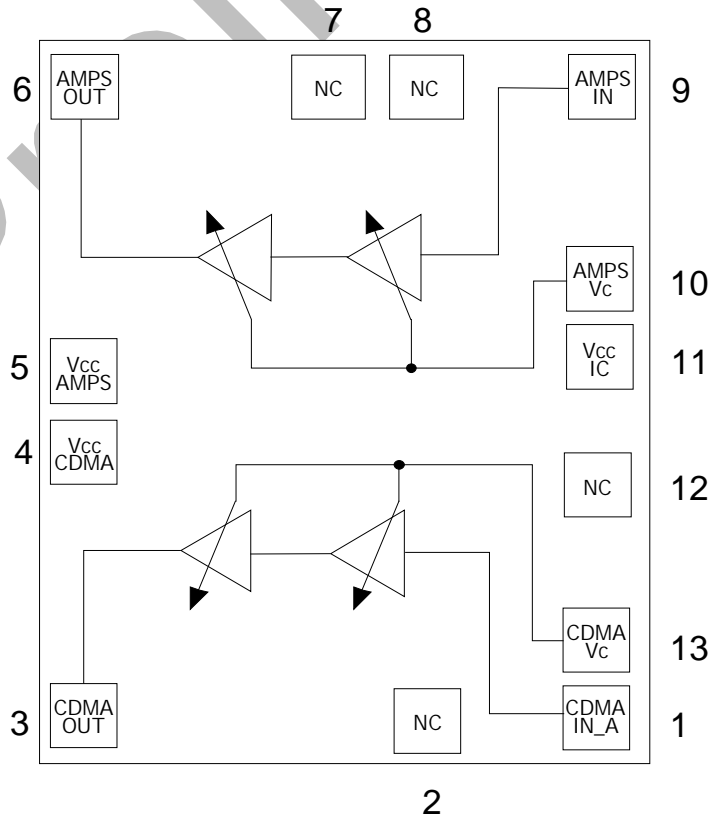 7
8
6
AMPS
OUT
NC
NC
AMPS
IN
9
AMPS
Vc
10
5
Vcc
AMPS
Vcc
IC
11
4
Vcc
CDMA
NC
12
CDMA
Vc
13
3
CDMA
OUT
NC
CDMA
IN_A
1
2